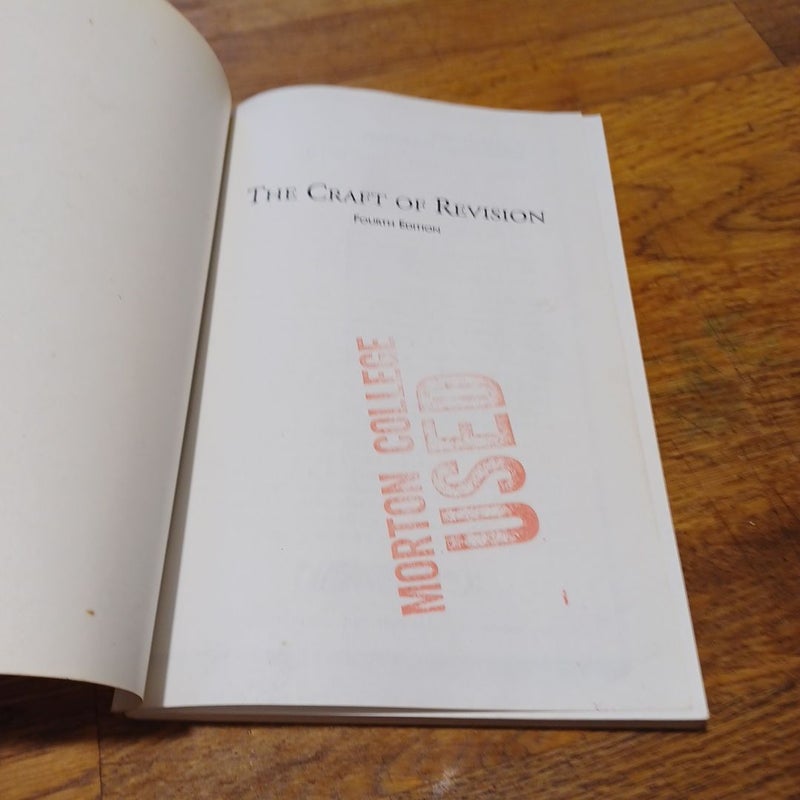 THE CRAFT OF REVISION
FOURTH EDITION
MORTON COLLEGE
USED